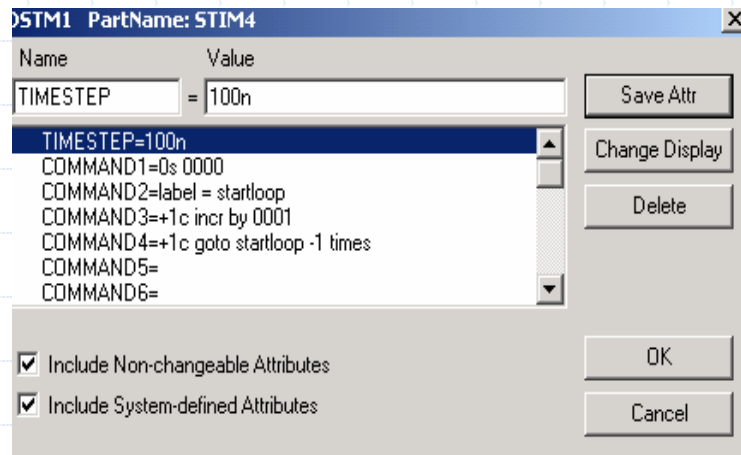 DSTM1 PartName: STIM4
Name Value
TIMESTEP = 100n
Save Attr
TIMESTEP=100n
COMMAND1=0s 0000
COMMAND2=label = startloop
COMMAND3=+1c incr by 0001
COMMAND4=+1c goto startloop -1 times
COMMAND5=
COMMAND6=
Change Display
Delete
Include Non-changeable Attributes
Include System-defined Attributes
OK
Cancel